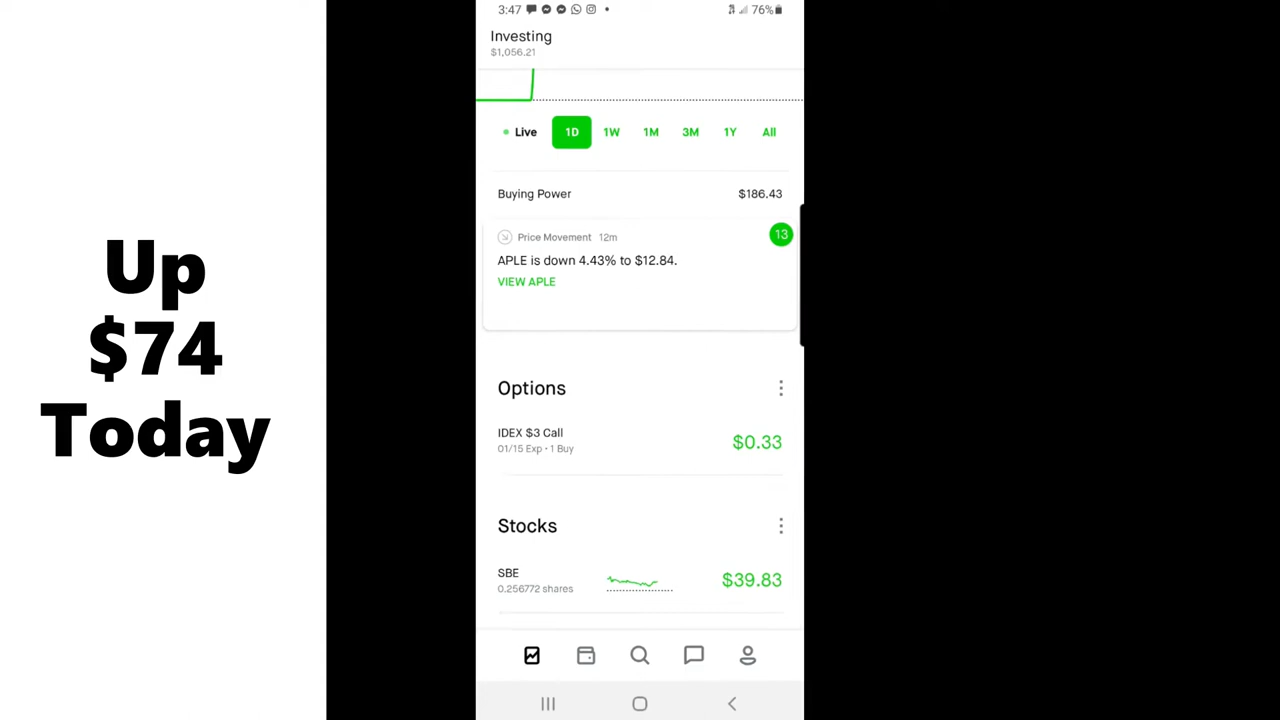 Up
$74
Today
3:47 76%
Investing
$1,056.21
Live 1D 1W 1M 3M 1Y All
Buying Power $186.43
Price Movement 12m 13
APLE is down 4.43% to $12.84.
VIEW APLE
Options
IDEX $3 Call $0.33
01/15 Exp • 1 Buy
Stocks
SBE $39.83
0.256772 shares